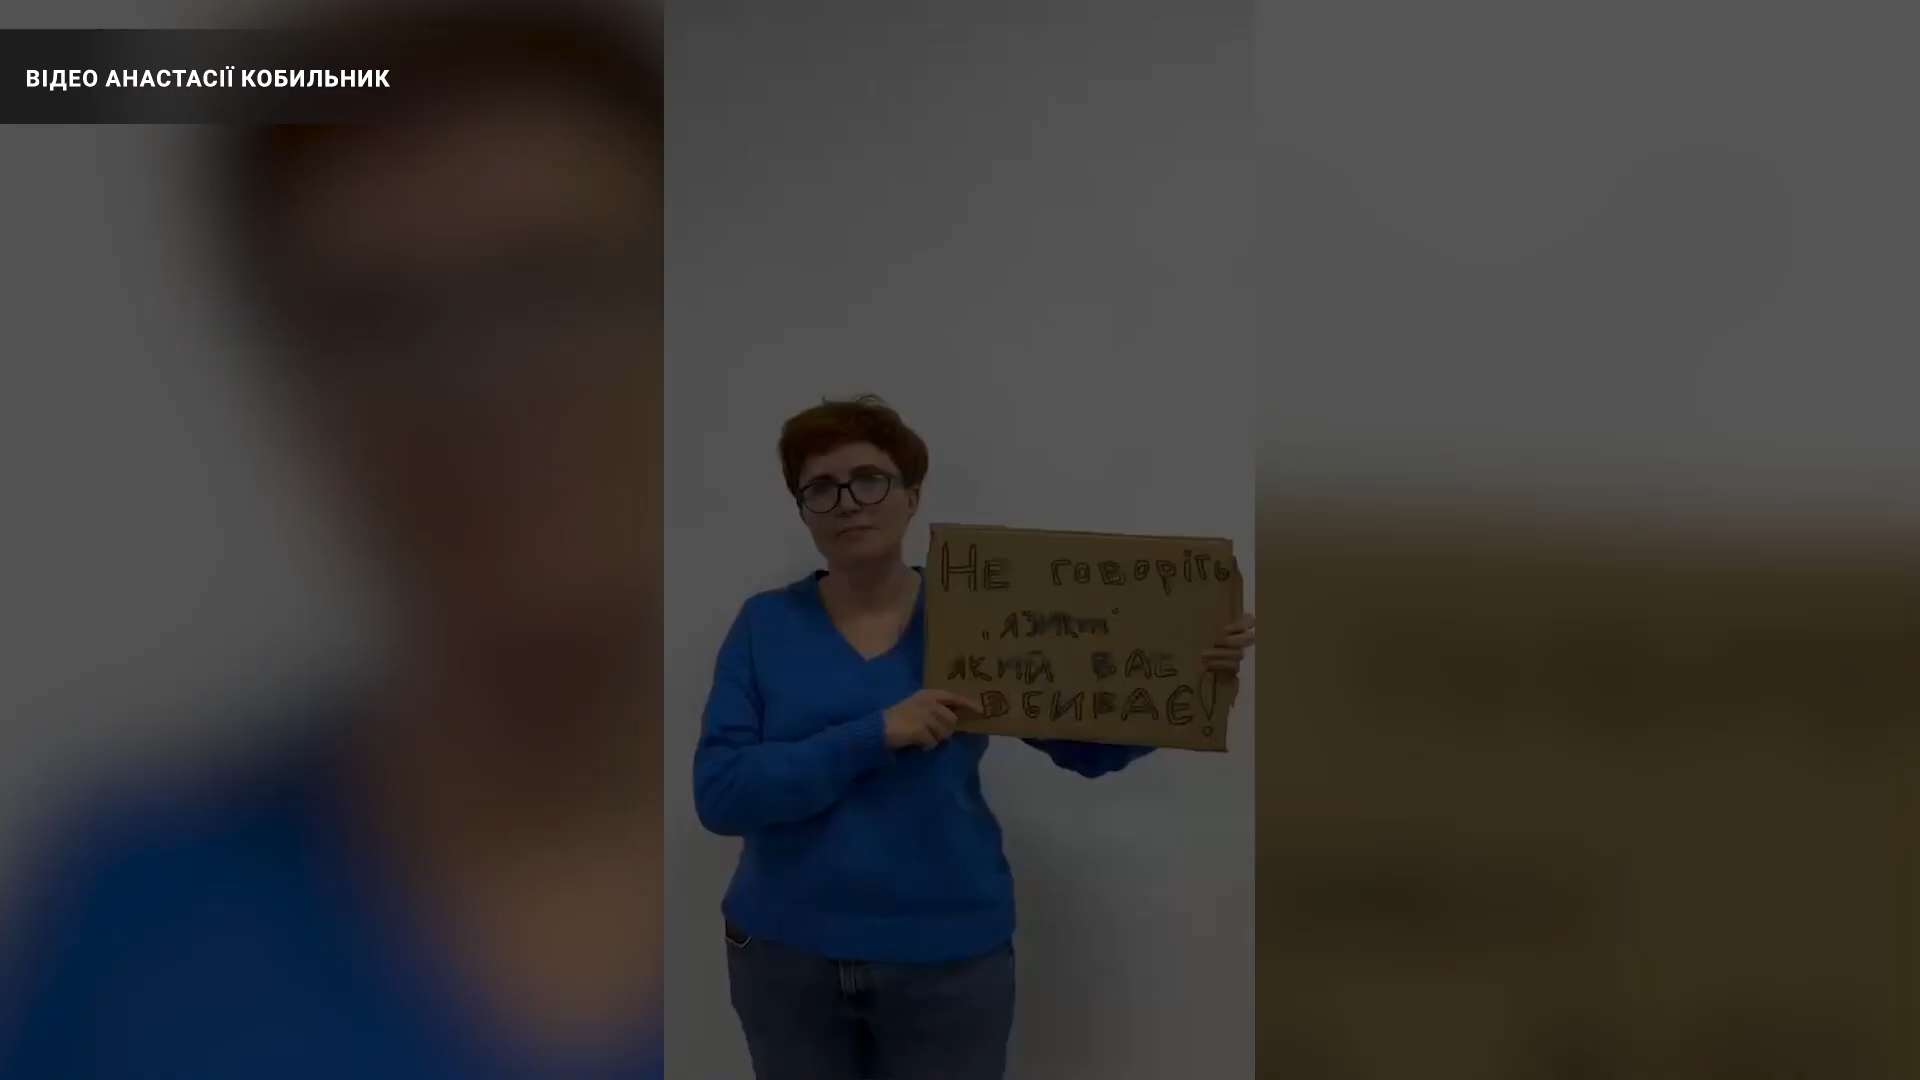 ВІДЕО АНАСТАСІЇ КОБИЛЬНИК
НЕ говоріть
„язиком"
який ВАС
ВБИВАЄ!